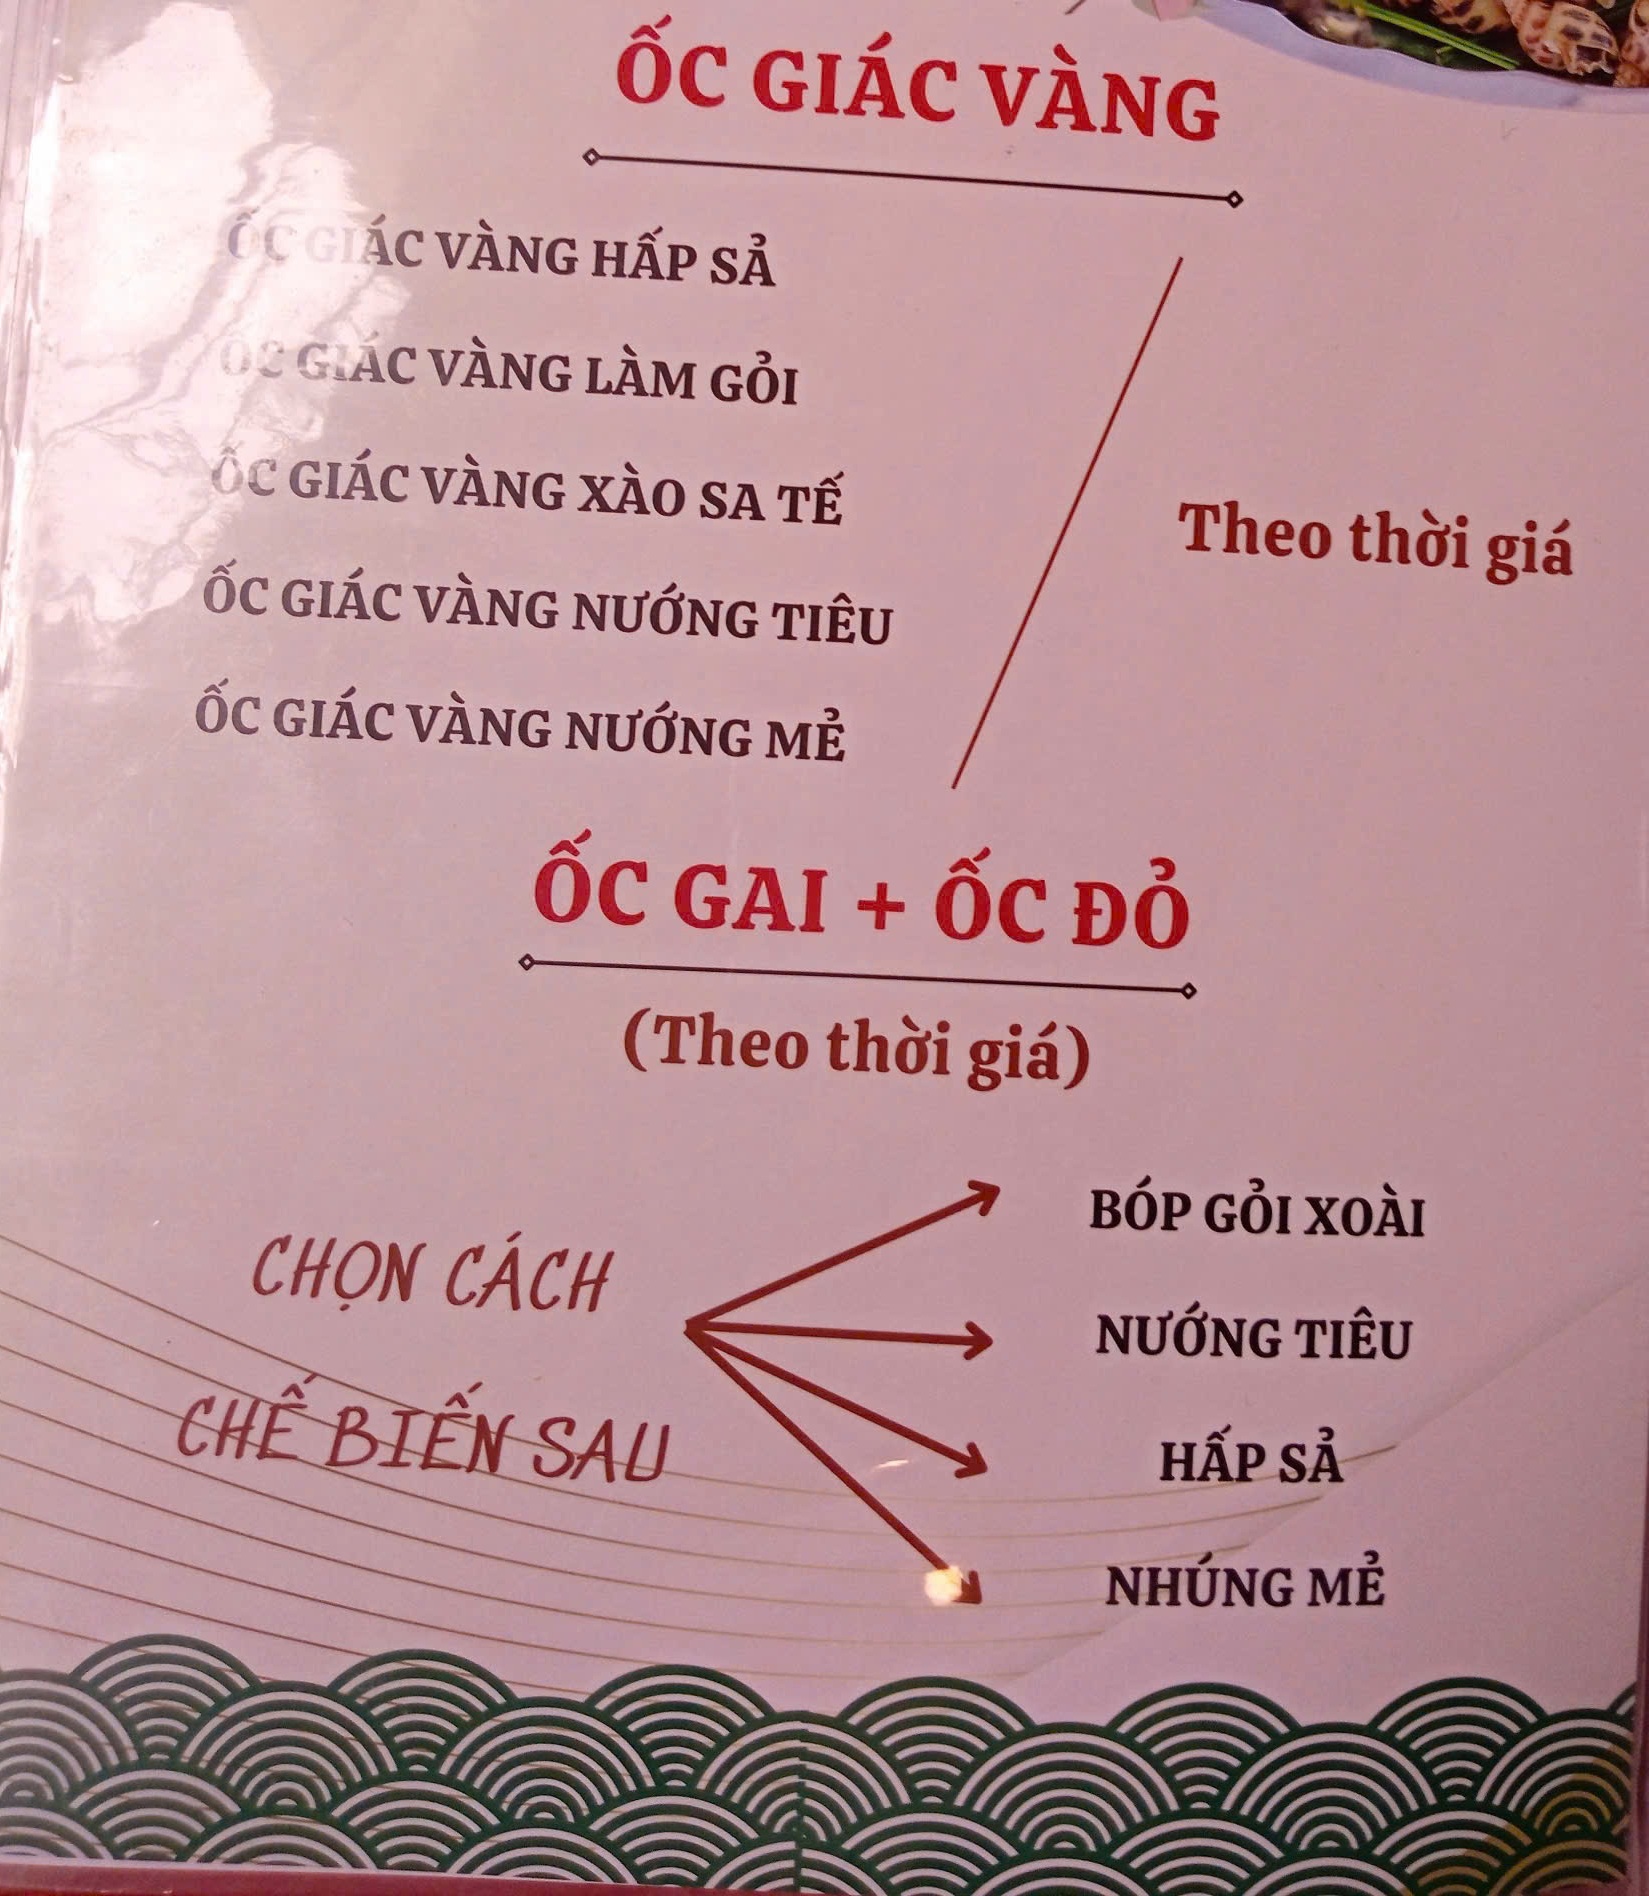 ỐC GIÁC VÀNG
ỐC GIÁC VÀNG HẤP SẢ
ỐC GIÁC VÀNG LÀM GỎI
ỐC GIÁC VÀNG XÀO SA TẾ
ỐC GIÁC VÀNG NƯỚNG TIÊU
ỐC GIÁC VÀNG NƯỚNG MẺ
Theo thời giá
ỐC GAI + ỐC ĐỎ
(Theo thời giá)
CHỌN CÁCH
CHẾ BIẾN SAU
BÓP GỎI XOÀI
NƯỚNG TIÊU
HẤP SẢ
NHÚNG MẺ